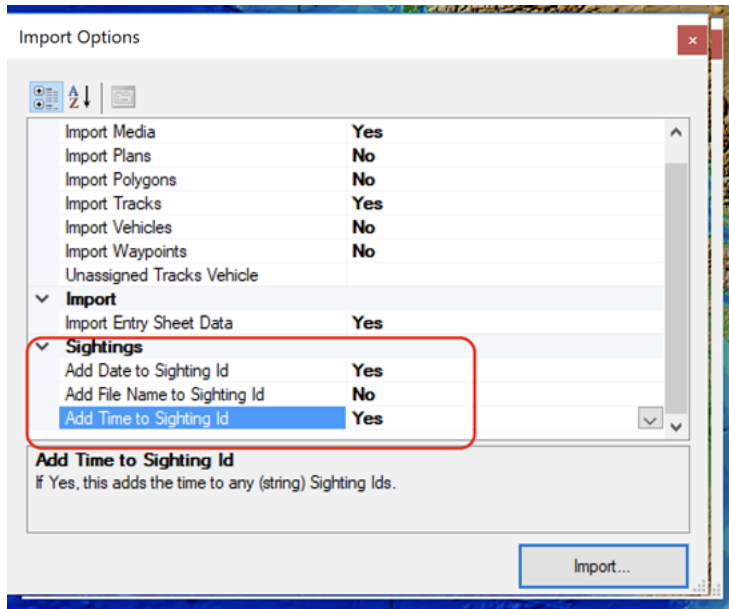 Import Options
Import Media Yes
Import Plans No
Import Polygons No
Import Tracks Yes
Import Vehicles No
Import Waypoints No
Unassigned Tracks Vehicle
Import
Import Entry Sheet Data Yes
Sightings
Add Date to Sighting Id Yes
Add File Name to Sighting Id No
Add Time to Sighting Id Yes
Add Time to Sighting Id
If Yes, this adds the time to any (string) Sighting Ids.
Import...